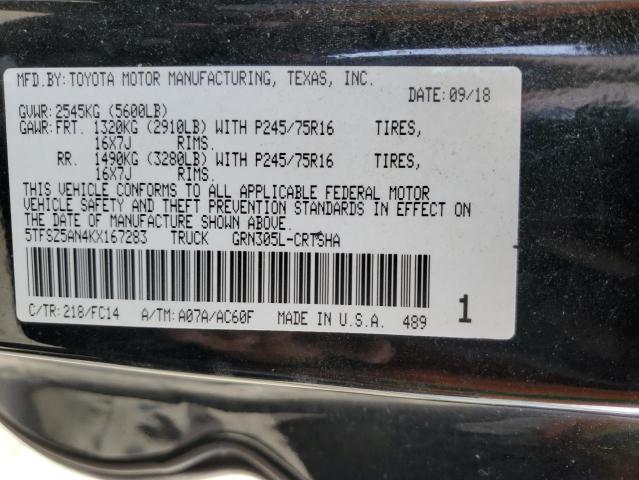 MFD.BY:TOYOTA MOTOR MANUFACTURING, TEXAS, INC.
DATE:09/18
GVWR:2545KG (5600LB)
GAWR:FRT. 1320KG (2910LB) WITH P245/75R16 TIRES,
16X7J RIMS.
RR. 1490KG (3280LB) WITH P245/75R16 TIRES,
16X7J RIMS.
THIS VEHICLE CONFORMS TO ALL APPLICABLE FEDERAL MOTOR
VEHICLE SAFETY AND THEFT PREVENTION STANDARDS IN EFFECT
ON THE DATE OF MANUFACTURE SHOWN ABOVE.
5TFSZ5AN4KX167283 TRUCK GRN305L-CRTSHA
C/TR:218/FC14 A/TM:A07A/AC60F MADE IN U.S.A. 489 1